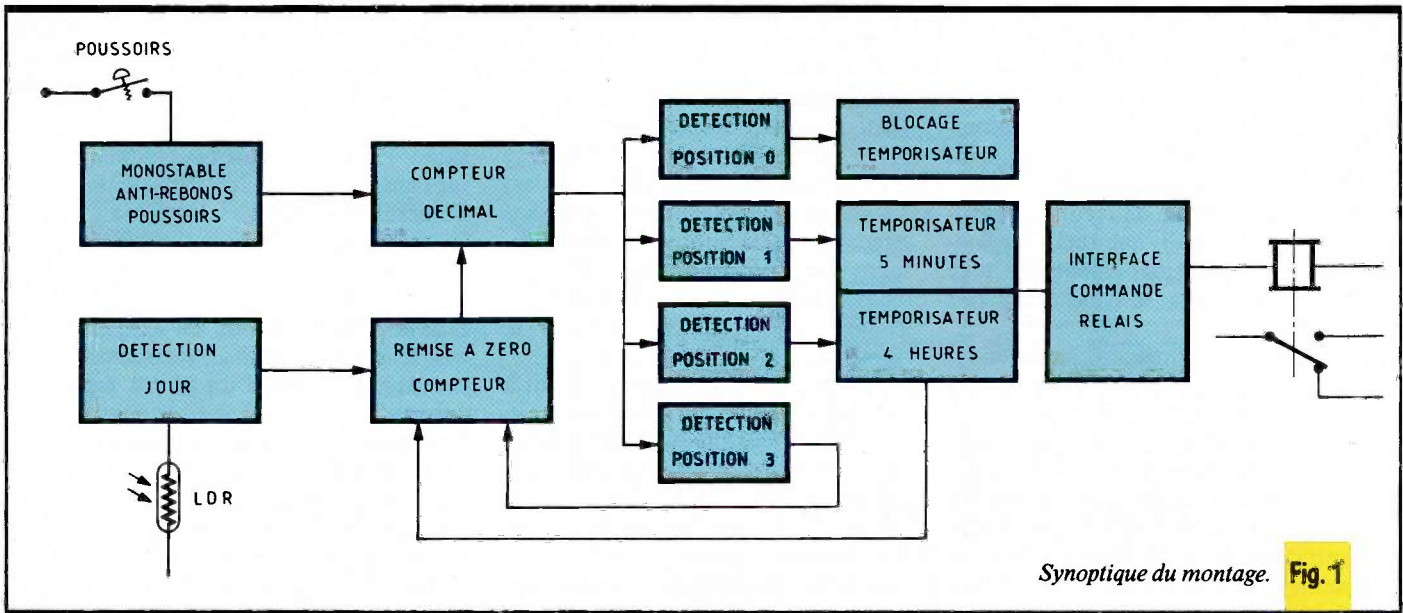 POUSSOIRS
MONOSTABLE
ANTI-REBONDS
POUSSOIRS
COMPTEUR
DECIMAL
DETECTION
POSITION 0
BLOCAGE
TEMPORISATEUR
DETECTION
POSITION 1
TEMPORISATEUR
5 MINUTES
INTERFACE
COMMANDE
RELAIS
DETECTION
JOUR
REMISE A ZERO
COMPTEUR
DETECTION
POSITION 2
TEMPORISATEUR
4 HEURES
DETECTION
POSITION 3
LDR
Synoptique du montage. Fig. 1